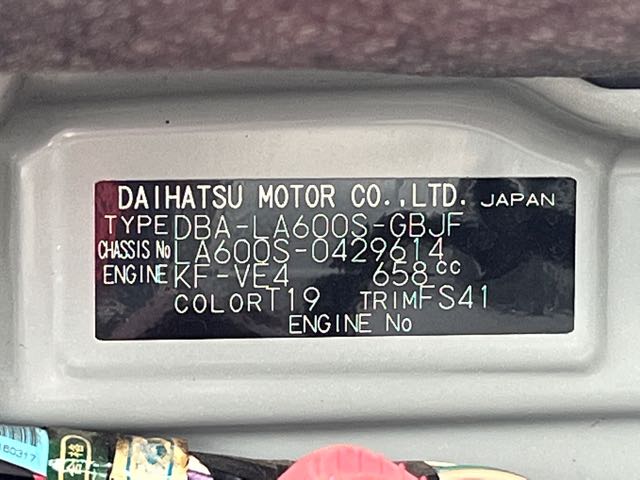 DAIHATSU MOTOR CO.,LTD. JAPAN
TYPE DBA-LA600S-GBJF
CHASSIS No LA600S-0429614
ENGINE KF-VE4 658cc
COLOR T19 TRIM FS41
ENGINE No
160317